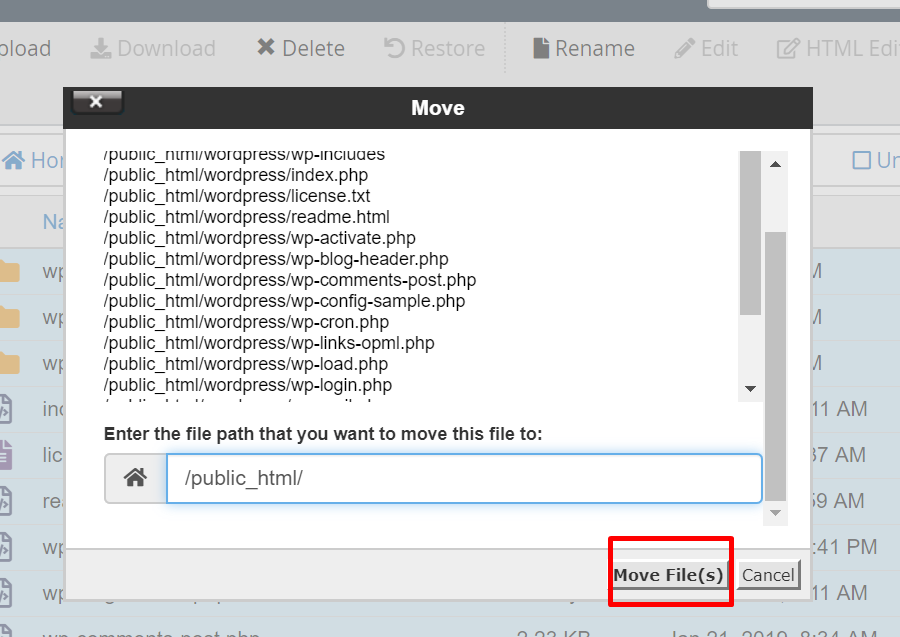 pload Download Delete Restore Rename Edit HTML Edi
Move
/public_html/wordpress/wp-includes
/public_html/wordpress/index.php
/public_html/wordpress/license.txt
/public_html/wordpress/readme.html
/public_html/wordpress/wp-activate.php
/public_html/wordpress/wp-blog-header.php
/public_html/wordpress/wp-comments-post.php
/public_html/wordpress/wp-config-sample.php
/public_html/wordpress/wp-cron.php
/public_html/wordpress/wp-links-opml.php
/public_html/wordpress/wp-load.php
/public_html/wordpress/wp-login.php
Enter the file path that you want to move this file to:
/public_html/
Move File(s) Cancel
Hor Un
Na
wp M
wp M
wp M
inc 11 AM
lic 37 AM
rea 59 AM
wp :41 PM
wp 11 AM
wp-comments-post.php 2.23 KB Jan 21, 2019, 8:34 AM